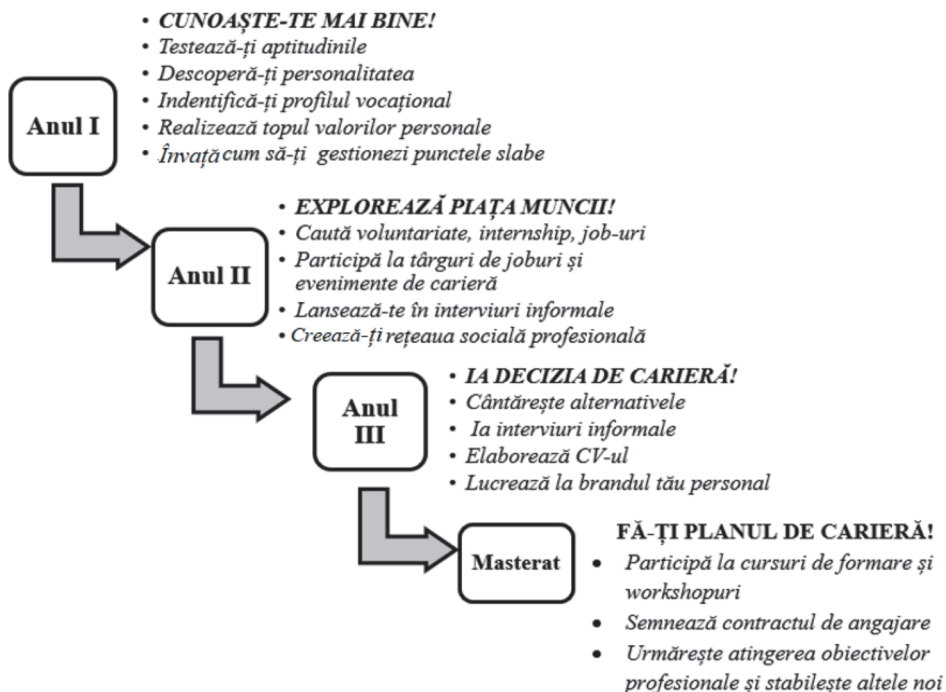 • CUNOAȘTE-TE MAI BINE!
• Testează-ți aptitudinile
• Descoperă-ți personalitatea
• Indentifică-ți profilul vocațional
• Realizează topul valorilor personale
• Învață cum să-ți gestionezi punctele slabe
Anul I
• EXPLOREAZĂ PIAȚA MUNCII!
• Caută voluntariate, internship, job-uri
• Participă la târguri de joburi și
evenimente de carieră
• Lansează-te în interviuri informale
• Creează-ți rețeaua socială profesională
Anul II
• IA DECIZIA DE CARIERĂ!
• Cântărește alternativele
• Ia interviuri informale
• Elaborează CV-ul
• Lucrează la brandul tău personal
Anul
III
FĂ-ȚI PLANUL DE CARIERĂ!
• Participă la cursuri de formare și
workshopuri
• Semnează contractul de angajare
• Urmărește atingerea obiectivelor
profesionale și stabilește altele noi
Masterat